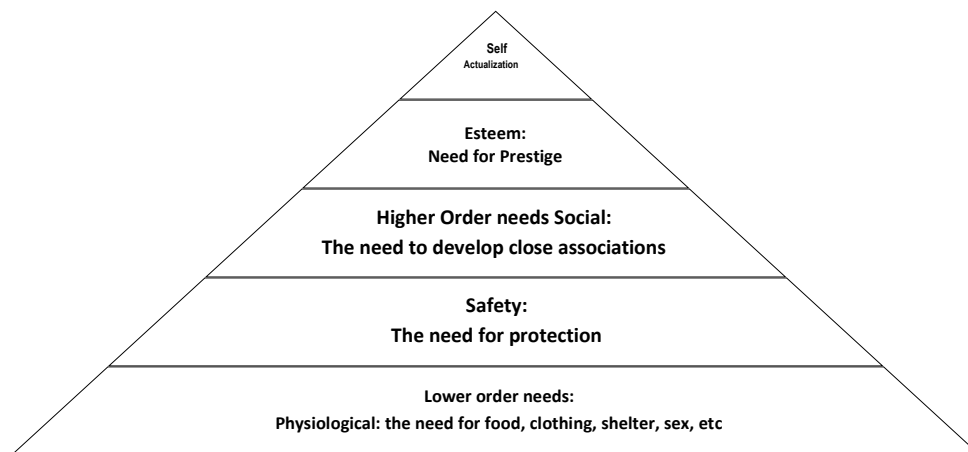 Self
Actualization
Esteem:
Need for Prestige
Higher Order needs Social:
The need to develop close associations
Safety:
The need for protection
Lower order needs:
Physiological: the need for food, clothing, shelter, sex, etc